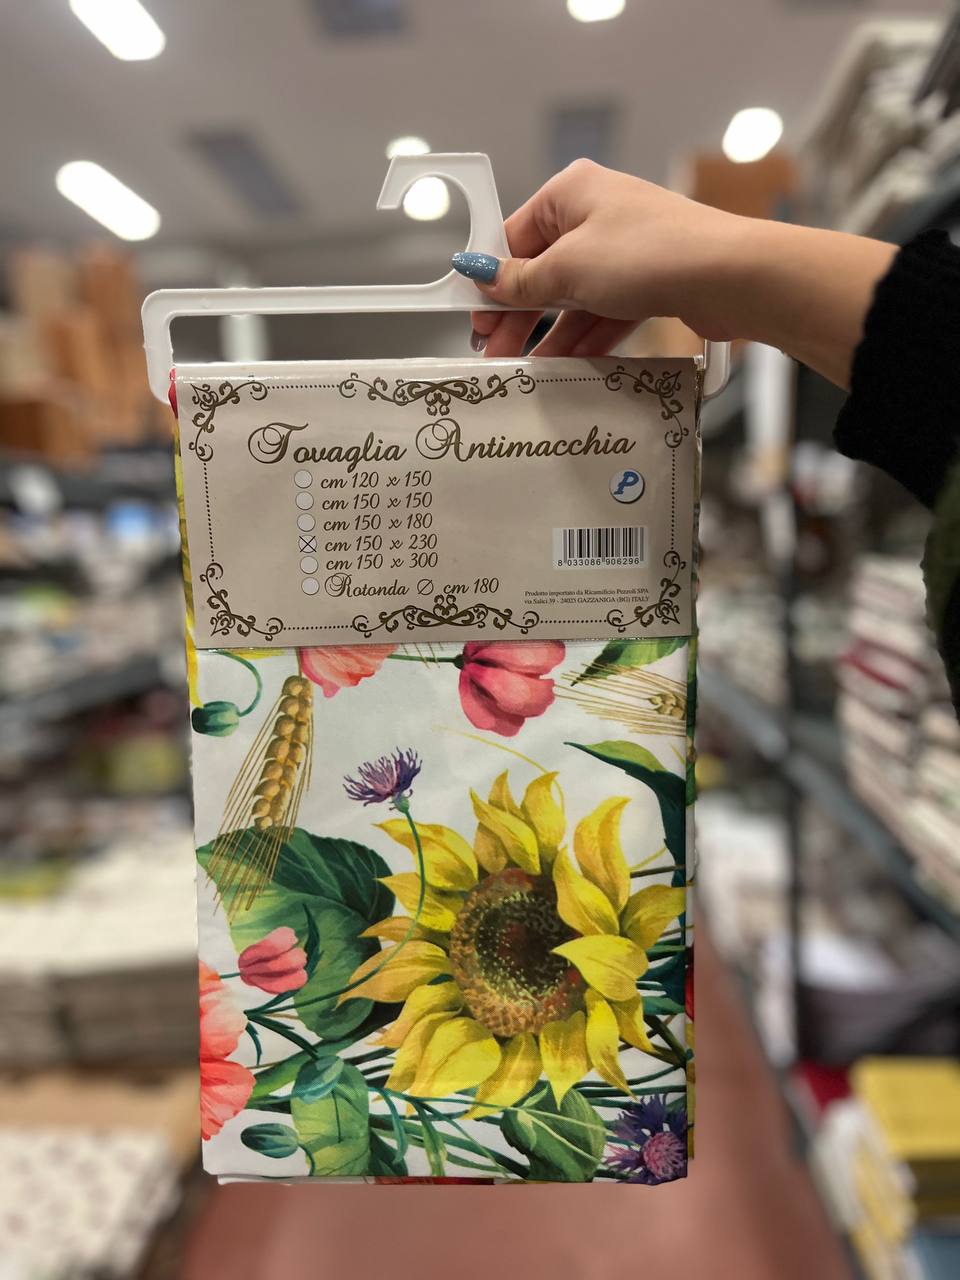 Tovaglia Antimacchia
cm 120 x 150
cm 150 x 150
P
cm 150 x 180
cm 150 x 230
cm 150 x 300
8 033086 906296
Rotonda Ø cm 180
Prodotto importato da Ricamificio Pezzoli SPA
via Salici 39 - 24025 GAZZANIGA (BG) ITALY